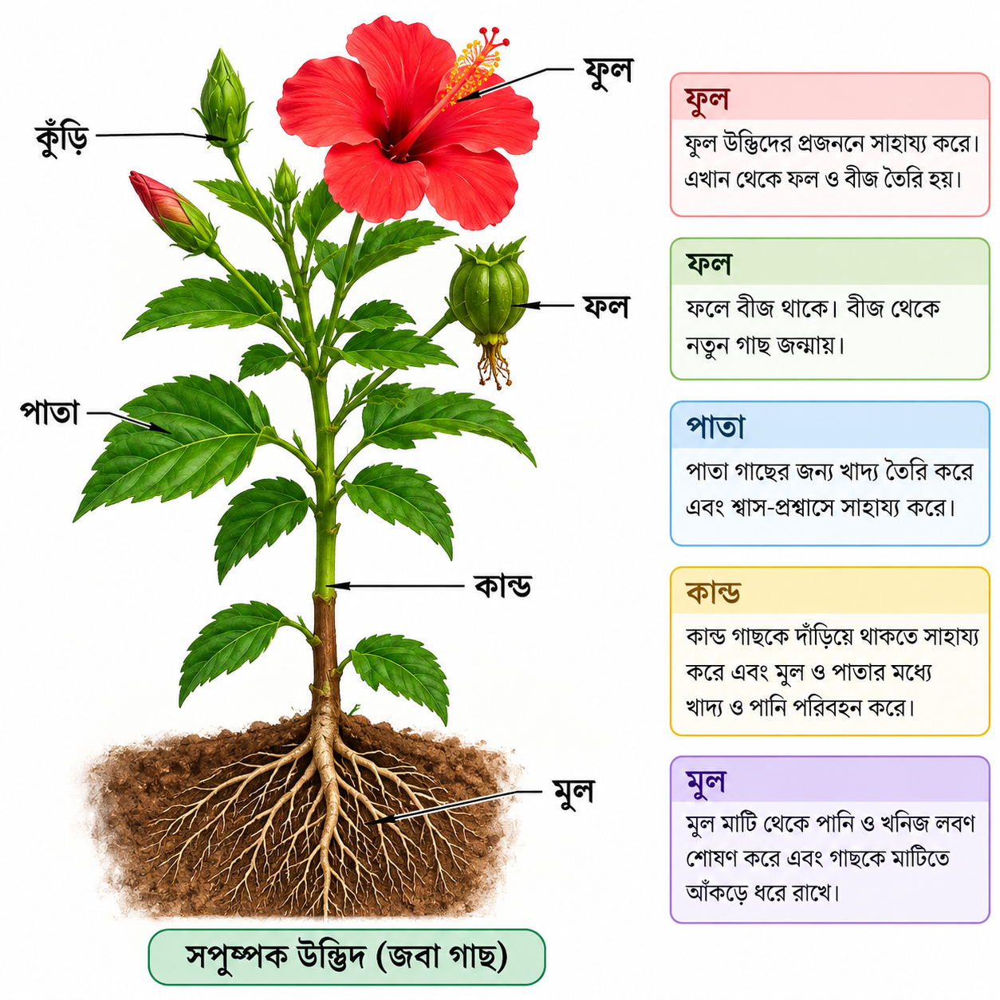 ফুল
কুঁড়ি
ফল
পাতা
কান্ড
মুল
সপুষ্পক উদ্ভিদ (জবা গাছ)
ফুল
ফুল উদ্ভিদের প্রজননে সাহায্য করে।
এখান থেকে ফল ও বীজ তৈরি হয়।
ফল
ফলে বীজ থাকে। বীজ থেকে
নতুন গাছ জন্মায়।
পাতা
পাতা গাছের জন্য খাদ্য তৈরি করে
এবং শ্বাস-প্রশ্বাসে সাহায্য করে।
কান্ড
কান্ড গাছকে দাঁড়িয়ে থাকতে সাহায্য
করে এবং মুল ও পাতার মধ্যে
খাদ্য ও পানি পরিবহন করে।
মুল
মুল মাটি থেকে পানি ও খনিজ লবণ
শোষণ করে এবং গাছকে মাটিতে
আঁকড়ে ধরে রাখে।